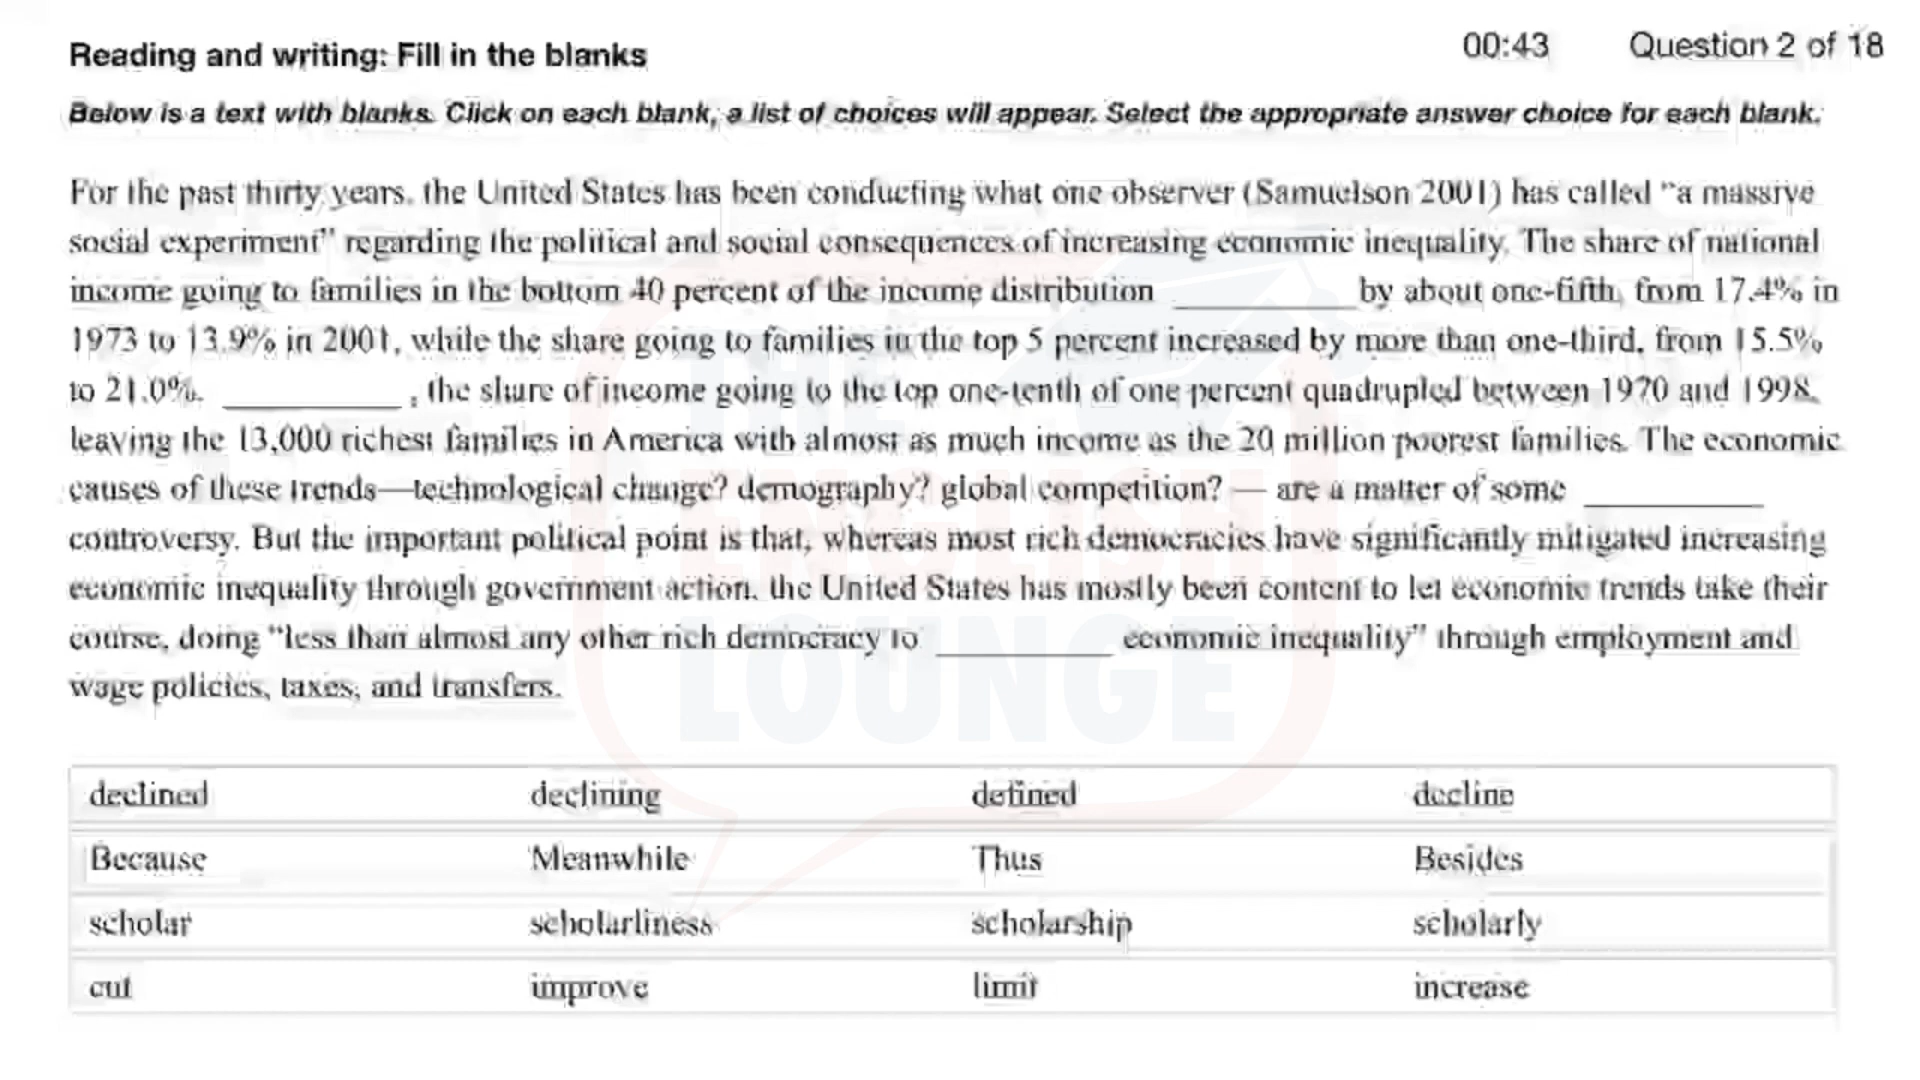 Reading and writing: Fill in the blanks
00:43
Question 2 of 18
Below is a text with blanks. Click on each blank, a list of choices will appear. Select the appropriate answer choice for each blank.
For the past thirty years, the United States has been conducting what one observer (Samuelson 2001) has called "a massive
social experiment" regarding the political and social consequences of increasing economic inequality. The share of national
income going to families in the bottom 40 percent of the income distribution ____________ by about one-fifth, from 17.4% in
1973 to 13.9% in 2001, while the share going to families in the top 5 percent increased by more than one-third, from 15.5%
to 21.0%. ____________, the share of income going to the top one-tenth of one percent quadrupled between 1970 and 1998,
leaving the 13,000 richest families in America with almost as much income as the 20 million poorest families. The economic
causes of these trends—technological change? demography? global competition? — are a matter of some ____________
controversy. But the important political point is that, whereas most rich democracies have significantly mitigated increasing
economic inequality through government action, the United States has mostly been content to let economic trends take their
course, doing "less than almost any other rich democracy to ____________ economic inequality" through employment and
wage policies, taxes, and transfers.
THE
ENGLISH
LOUNGE
declined declining defined decline
Because Meanwhile Thus Besides
scholar scholarliness scholarship scholarly
cut improve limit increase